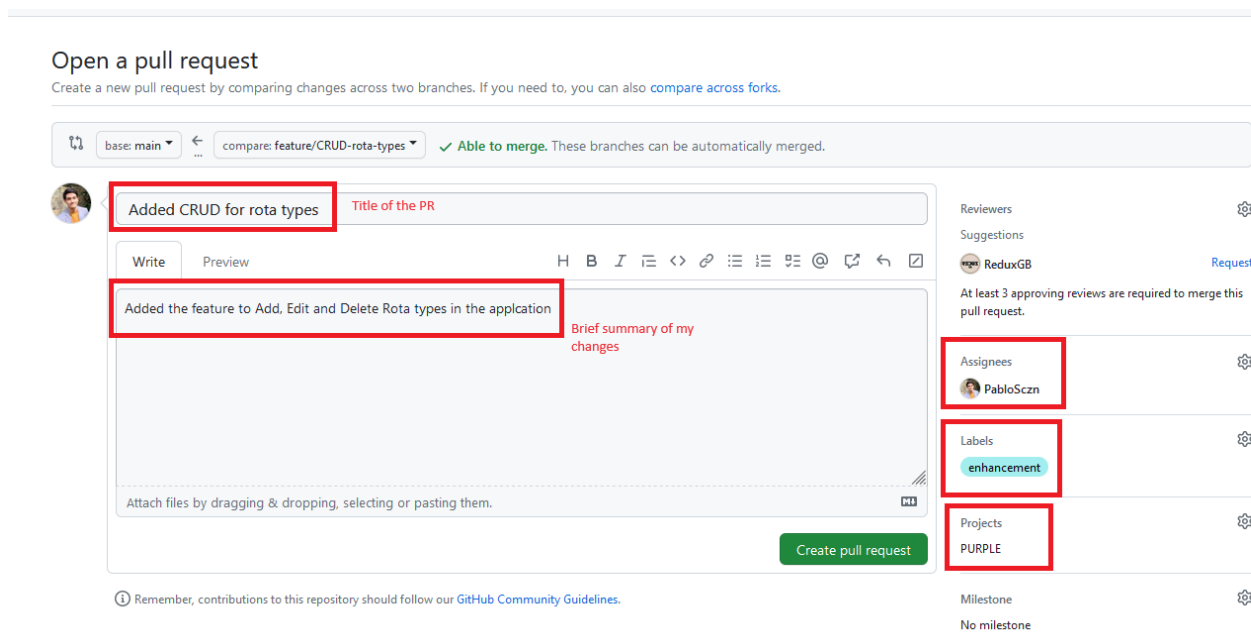 Open a pull request
Create a new pull request by comparing changes across two branches. If you need to, you can also compare across forks.
base: main
compare: feature/CRUD-rota-types
Able to merge. These branches can be automatically merged.
Added CRUD for rota types
Title of the PR
Write Preview
Added the feature to Add, Edit and Delete Rota types in the applcation
Brief summary of my
changes
Attach files by dragging & dropping, selecting or pasting them.
Create pull request
Remember, contributions to this repository should follow our GitHub Community Guidelines.
Reviewers
Suggestions
ReduxGB Request
At least 3 approving reviews are required to merge this
pull request.
Assignees
PabloSczn
Labels
enhancement
Projects
PURPLE
Milestone
No milestone